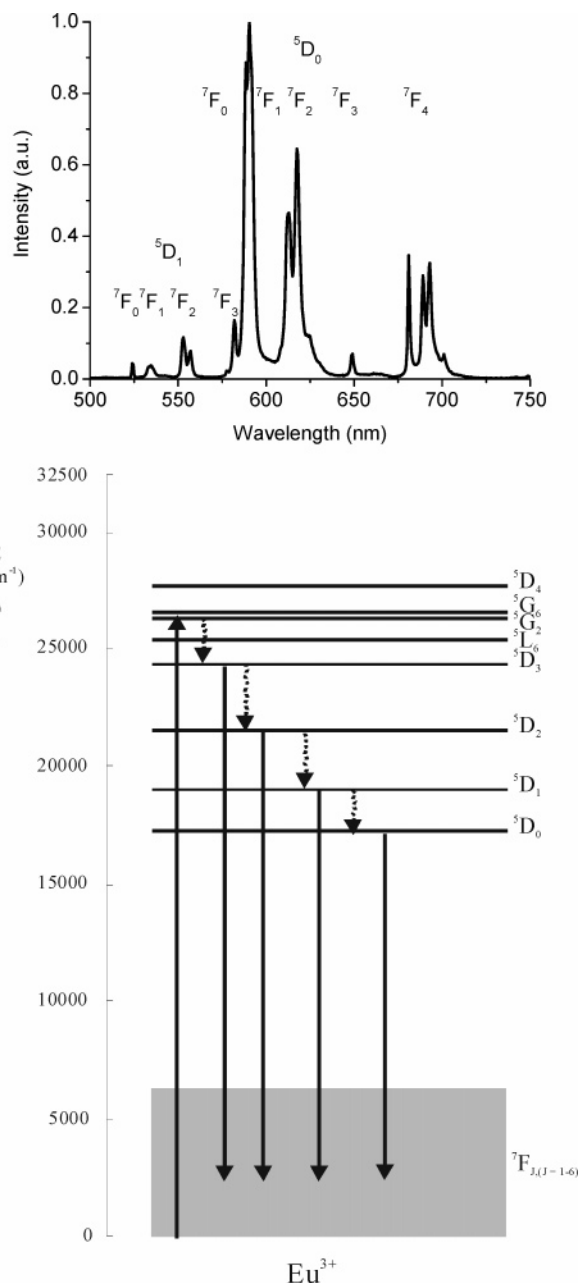 1.0
0.8
0.6
0.4
0.2
0.0
Intensity (a.u.)
⁵D₀
⁷F₀ ⁷F₁ ⁷F₂ ⁷F₃ ⁷F₄
⁵D₁
⁷F₀ ⁷F₁ ⁷F₂ ⁷F₃
500 550 600 650 700 750
Wavelength (nm)
32500
30000
m⁻¹)
25000
20000
15000
10000
5000
0
⁵D₄
⁵G₆
⁵G₂
⁵L₆
⁵D₃
⁵D₂
⁵D₁
⁵D₀
⁷F J,(J = 1-6)
Eu³⁺